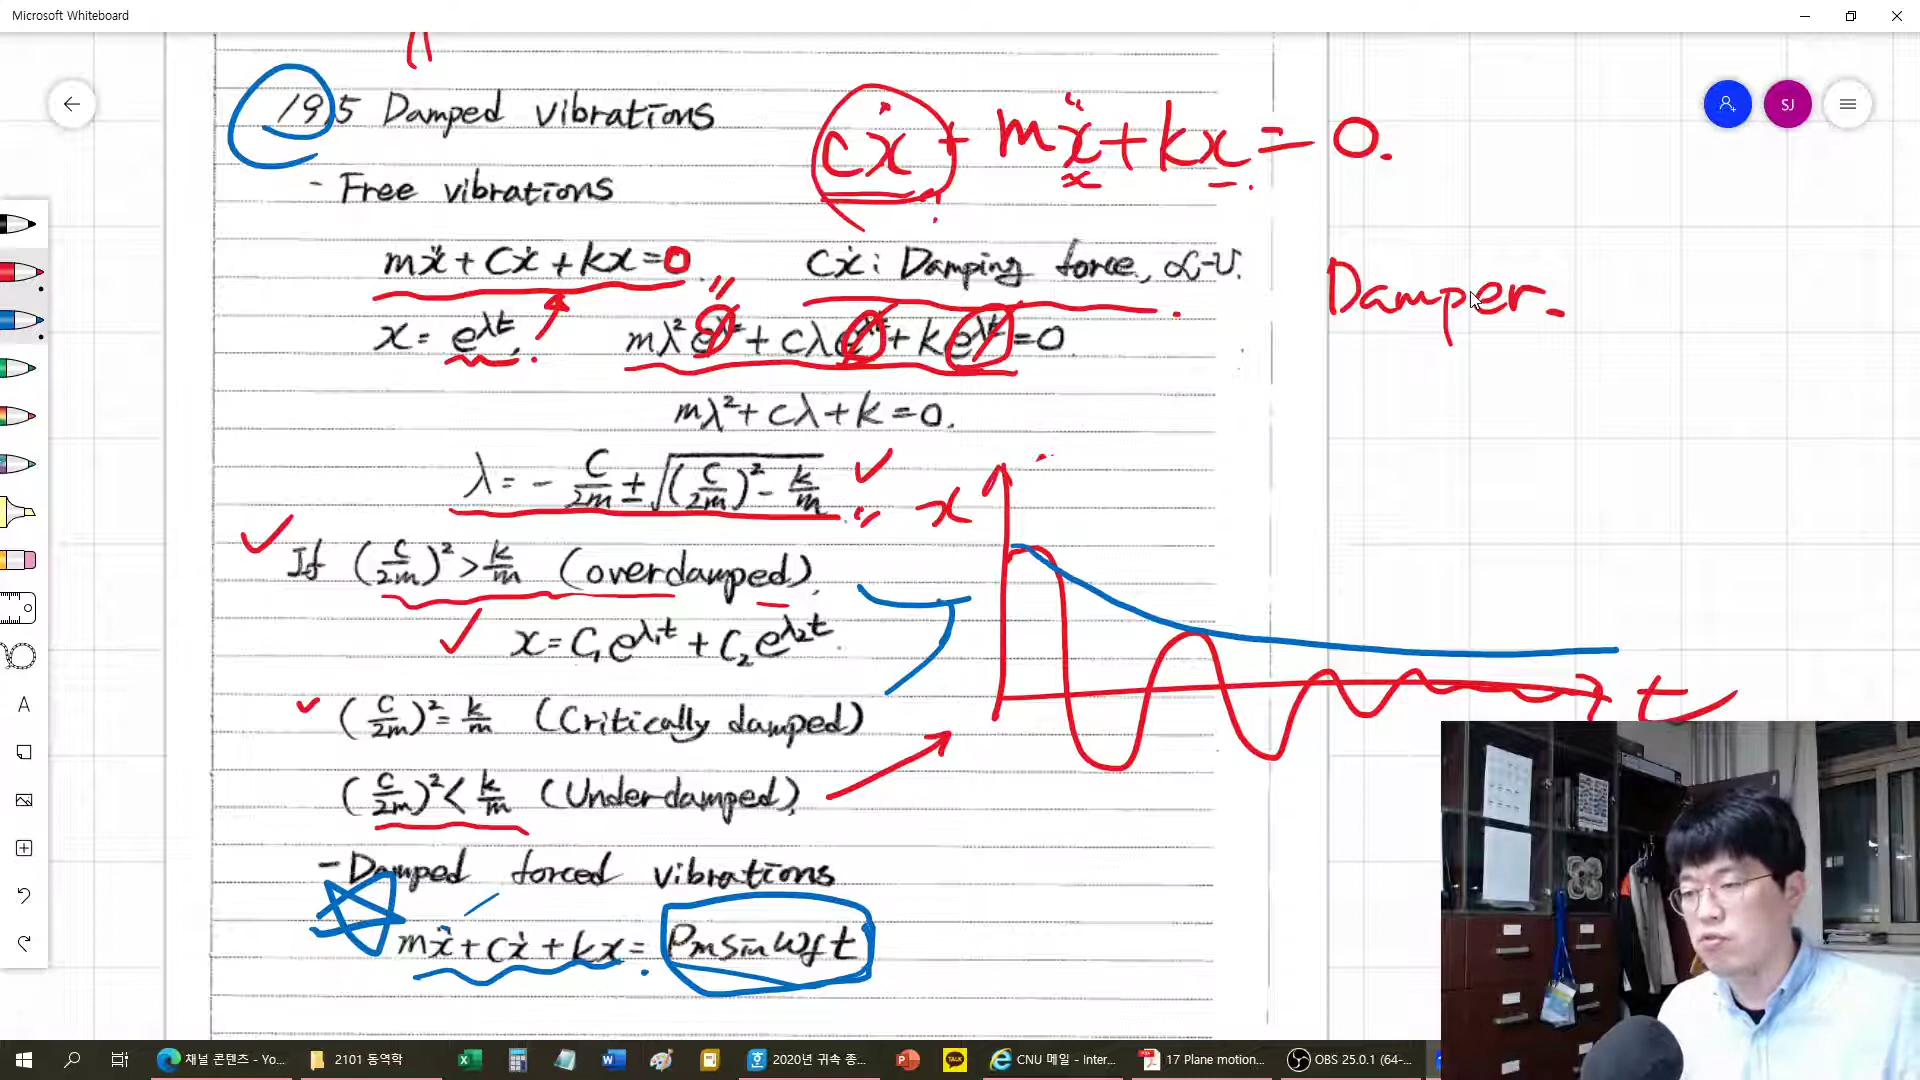 Microsoft Whiteboard
19.5 Damped vibrations
cẋ + mẍ + kx = 0.
- Free vibrations
mẍ + cẋ + kx = 0
cẋ : Damping force, ∝ v.
Damper.
x = e^λt,
mλ²e^λt + cλe^λt + ke^λt = 0
mλ² + cλ + k = 0.
λ = - c/2m ± √((c/2m)² - k/m)
x
If (c/2m)² > k/m (overdamped),
x = C₁e^λ₁t + C₂e^λ₂t
(c/2m)² = k/m (Critically damped)
t
(c/2m)² < k/m (Underdamped)
- Damped forced vibrations
mẍ + cẋ + kx = Pm sin ωf t
SJ
A
채널 콘텐츠 - Yo...
2101 동역학
2020년 귀속 종...
TALK
CNU 메일 - Inter...
17 Plane motion...
OBS 25.0.1 (64-...